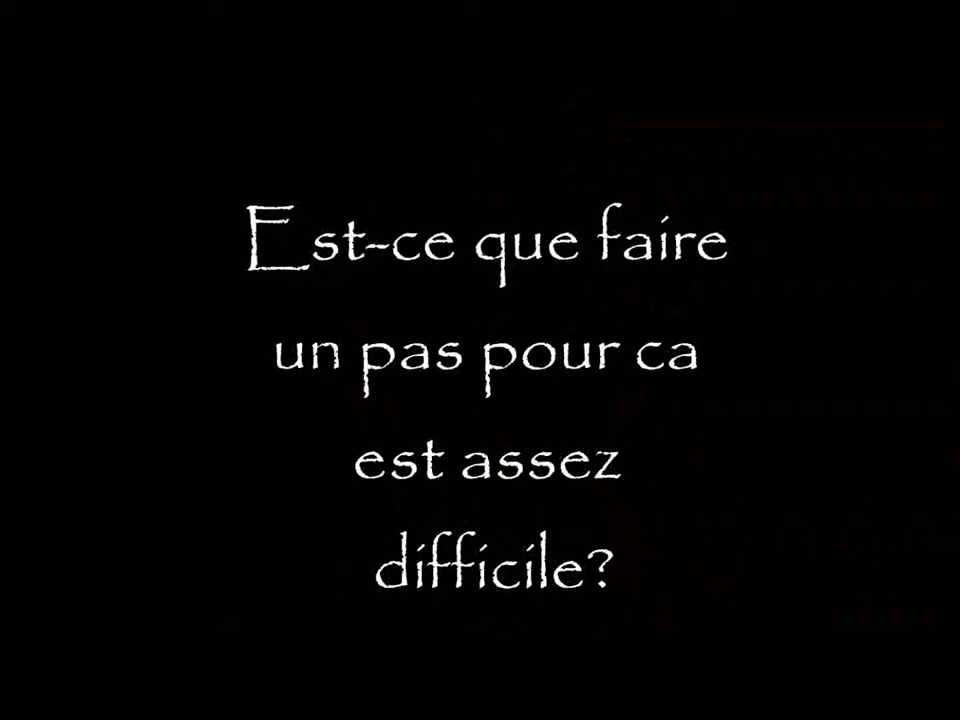 Est-ce que faire
un pas pour ca
est assez
difficile?